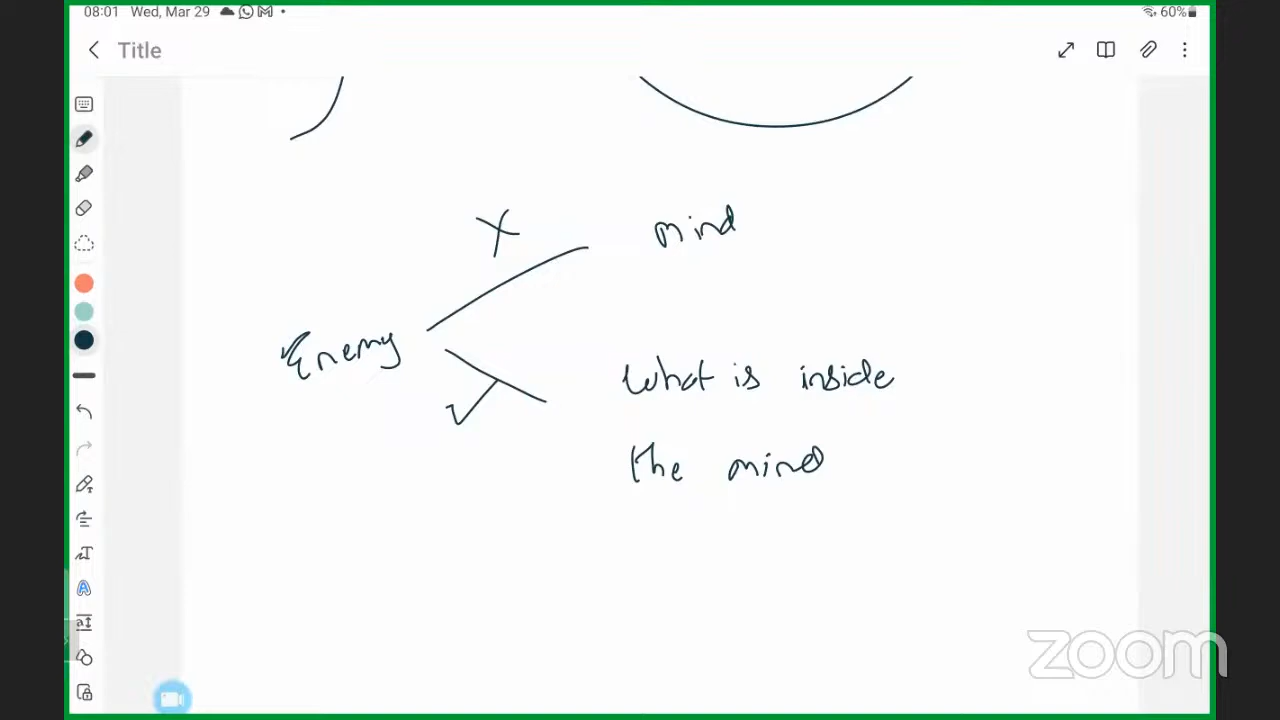 08:01 Wed, Mar 29
60%
Title
X mind
Enemy
What is inside
the mind
zoom